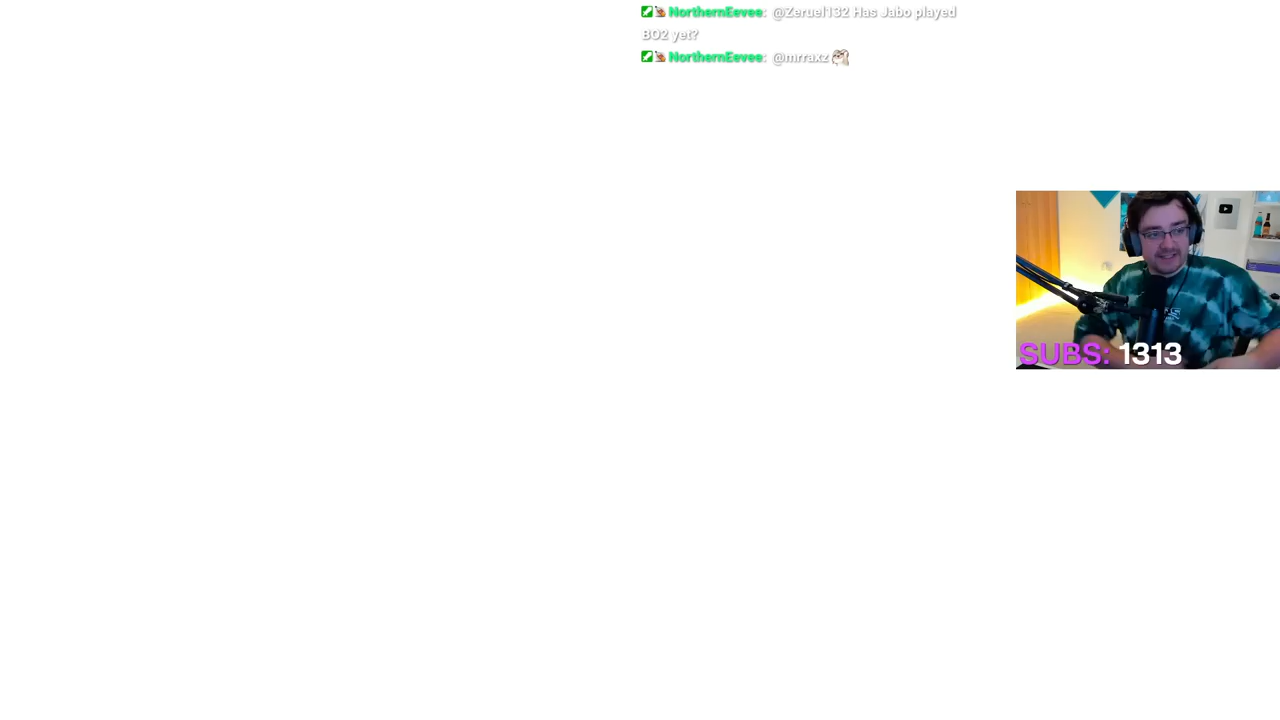 NorthernEevee: @Zeruel132 Has Jabo played
BO2 yet?
NorthernEevee: @mrraxz
SUBS: 1313